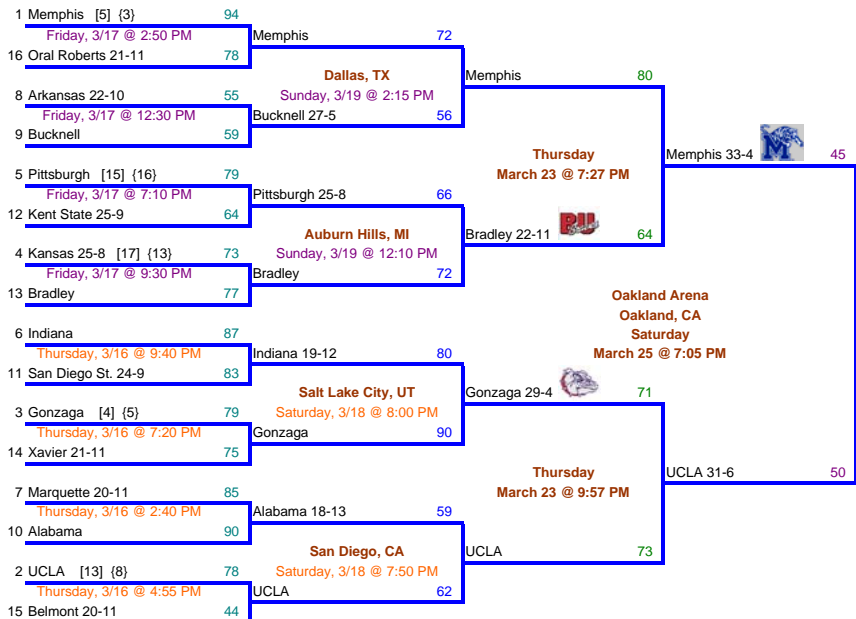 1 Memphis [5] {3} 94
Friday, 3/17 @ 2:50 PM
16 Oral Roberts 21-11 78
8 Arkansas 22-10 55
Friday, 3/17 @ 12:30 PM
9 Bucknell 59
5 Pittsburgh [15] {16} 79
Friday, 3/17 @ 7:10 PM
12 Kent State 25-9 64
4 Kansas 25-8 [17] {13} 73
Friday, 3/17 @ 9:30 PM
13 Bradley 77
6 Indiana 87
Thursday, 3/16 @ 9:40 PM
11 San Diego St. 24-9 83
3 Gonzaga [4] {5} 79
Thursday, 3/16 @ 7:20 PM
14 Xavier 21-11 75
7 Marquette 20-11 85
Thursday, 3/16 @ 2:40 PM
10 Alabama 90
2 UCLA [13] {8} 78
Thursday, 3/16 @ 4:55 PM
15 Belmont 20-11 44
Memphis 72
Dallas, TX
Sunday, 3/19 @ 2:15 PM
Bucknell 27-5 56
Pittsburgh 25-8 66
Auburn Hills, MI
Sunday, 3/19 @ 12:10 PM
Bradley 72
Indiana 19-12 80
Salt Lake City, UT
Saturday, 3/18 @ 8:00 PM
Gonzaga 90
Alabama 18-13 59
San Diego, CA
Saturday, 3/18 @ 7:50 PM
UCLA 62
Memphis 80
Thursday
March 23 @ 7:27 PM
Bradley 22-11 BU 64
Gonzaga 29-4 71
Thursday
March 23 @ 9:57 PM
UCLA 73
Memphis 33-4 M 45
Oakland Arena
Oakland, CA
Saturday
March 25 @ 7:05 PM
UCLA 31-6 50